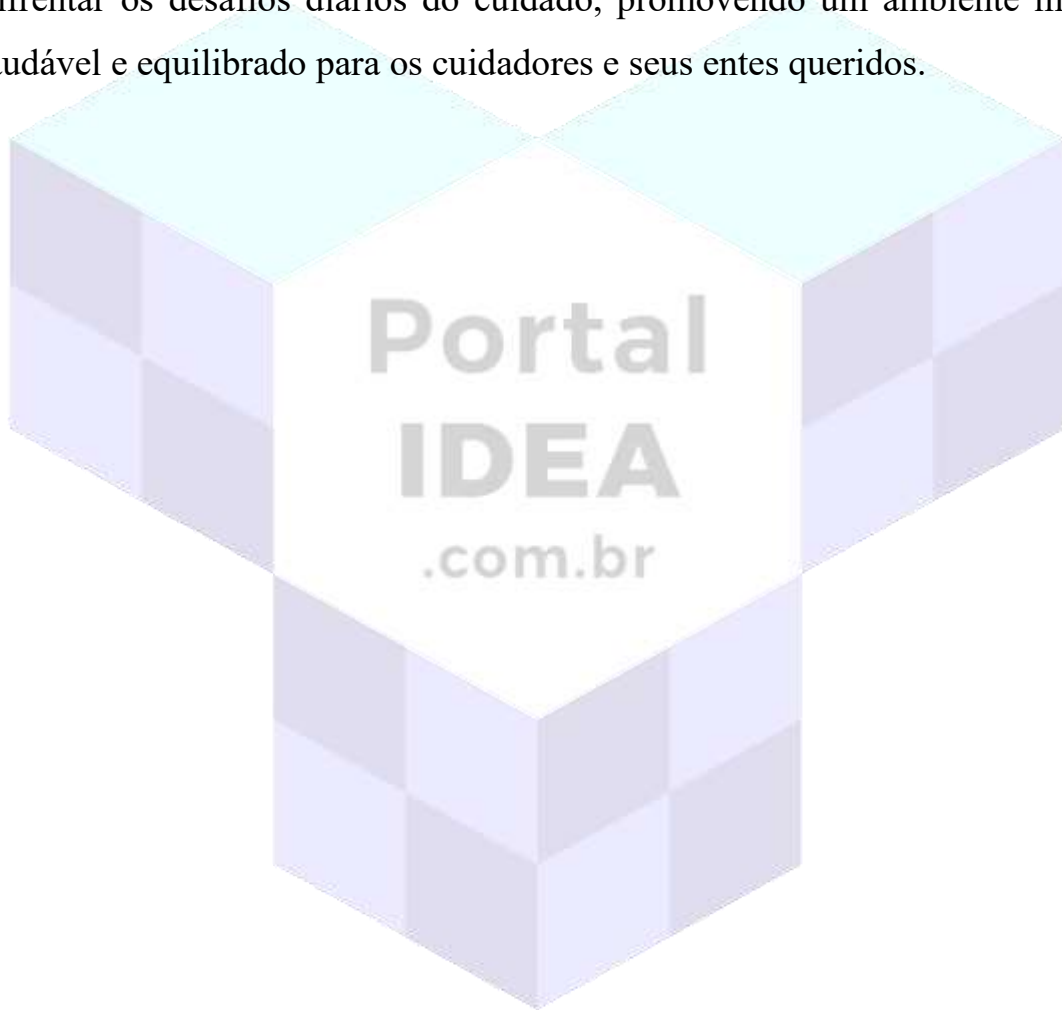 os desafios diários do cuidado, promovendo um ambiente
e equilibrado para os cuidadores e seus entes queridos.
Portal
IDEA
.com.br